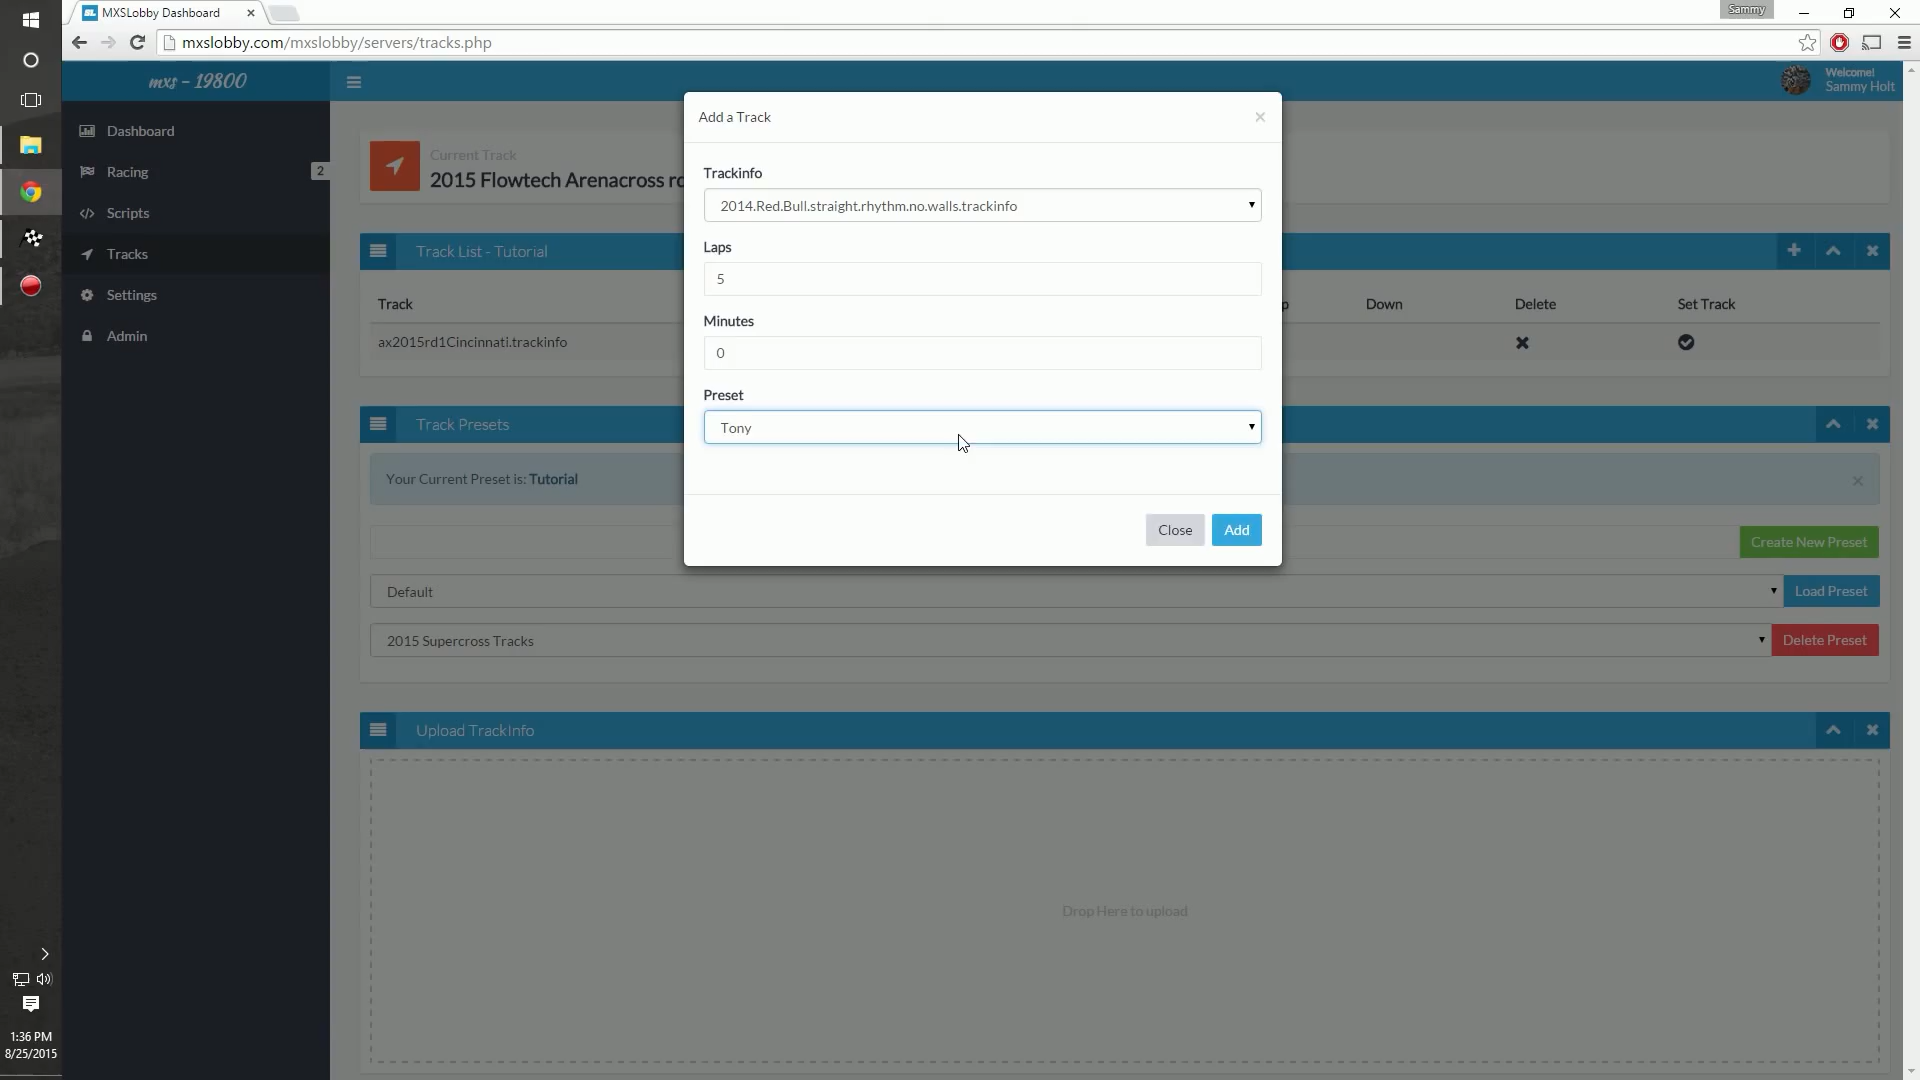 MXSLobby Dashboard
Sammy
mxslobby.com/mxslobby/servers/tracks.php
mxs - 19800
Welcome!
Sammy Holt
Dashboard
Racing
2
Scripts
Tracks
Settings
Admin
Current Track
2015 Flowtech Arenacross
Add a Track
Trackinfo
2014.Red.Bull.straight.rhythm.no.walls.trackinfo
Laps
5
Minutes
0
Preset
Tony
Close
Add
Track List - Tutorial
Track
Down
Delete
Set Track
ax2015rd1Cincinnati.trackinfo
Track Presets
Your Current Preset is: Tutorial
Create New Preset
Default
Load Preset
2015 Supercross Tracks
Delete Preset
Upload TrackInfo
Drop Here to upload
1:36 PM
8/25/2015